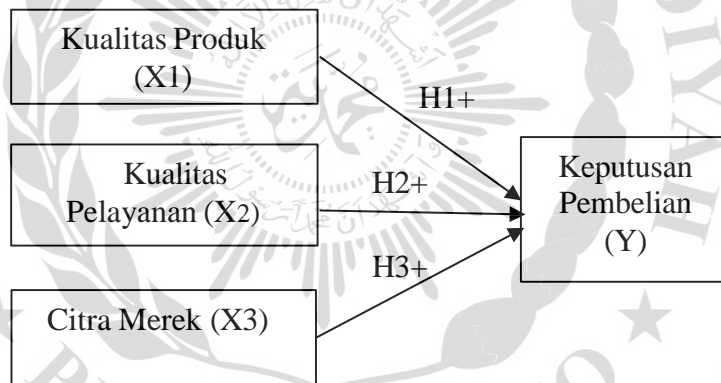 Kualitas Produk
(X1)
H1+
Kualitas
Pelayanan (X2)
H2+
Keputusan
Pembelian
(Y)
H3+
Citra Merek (X3)